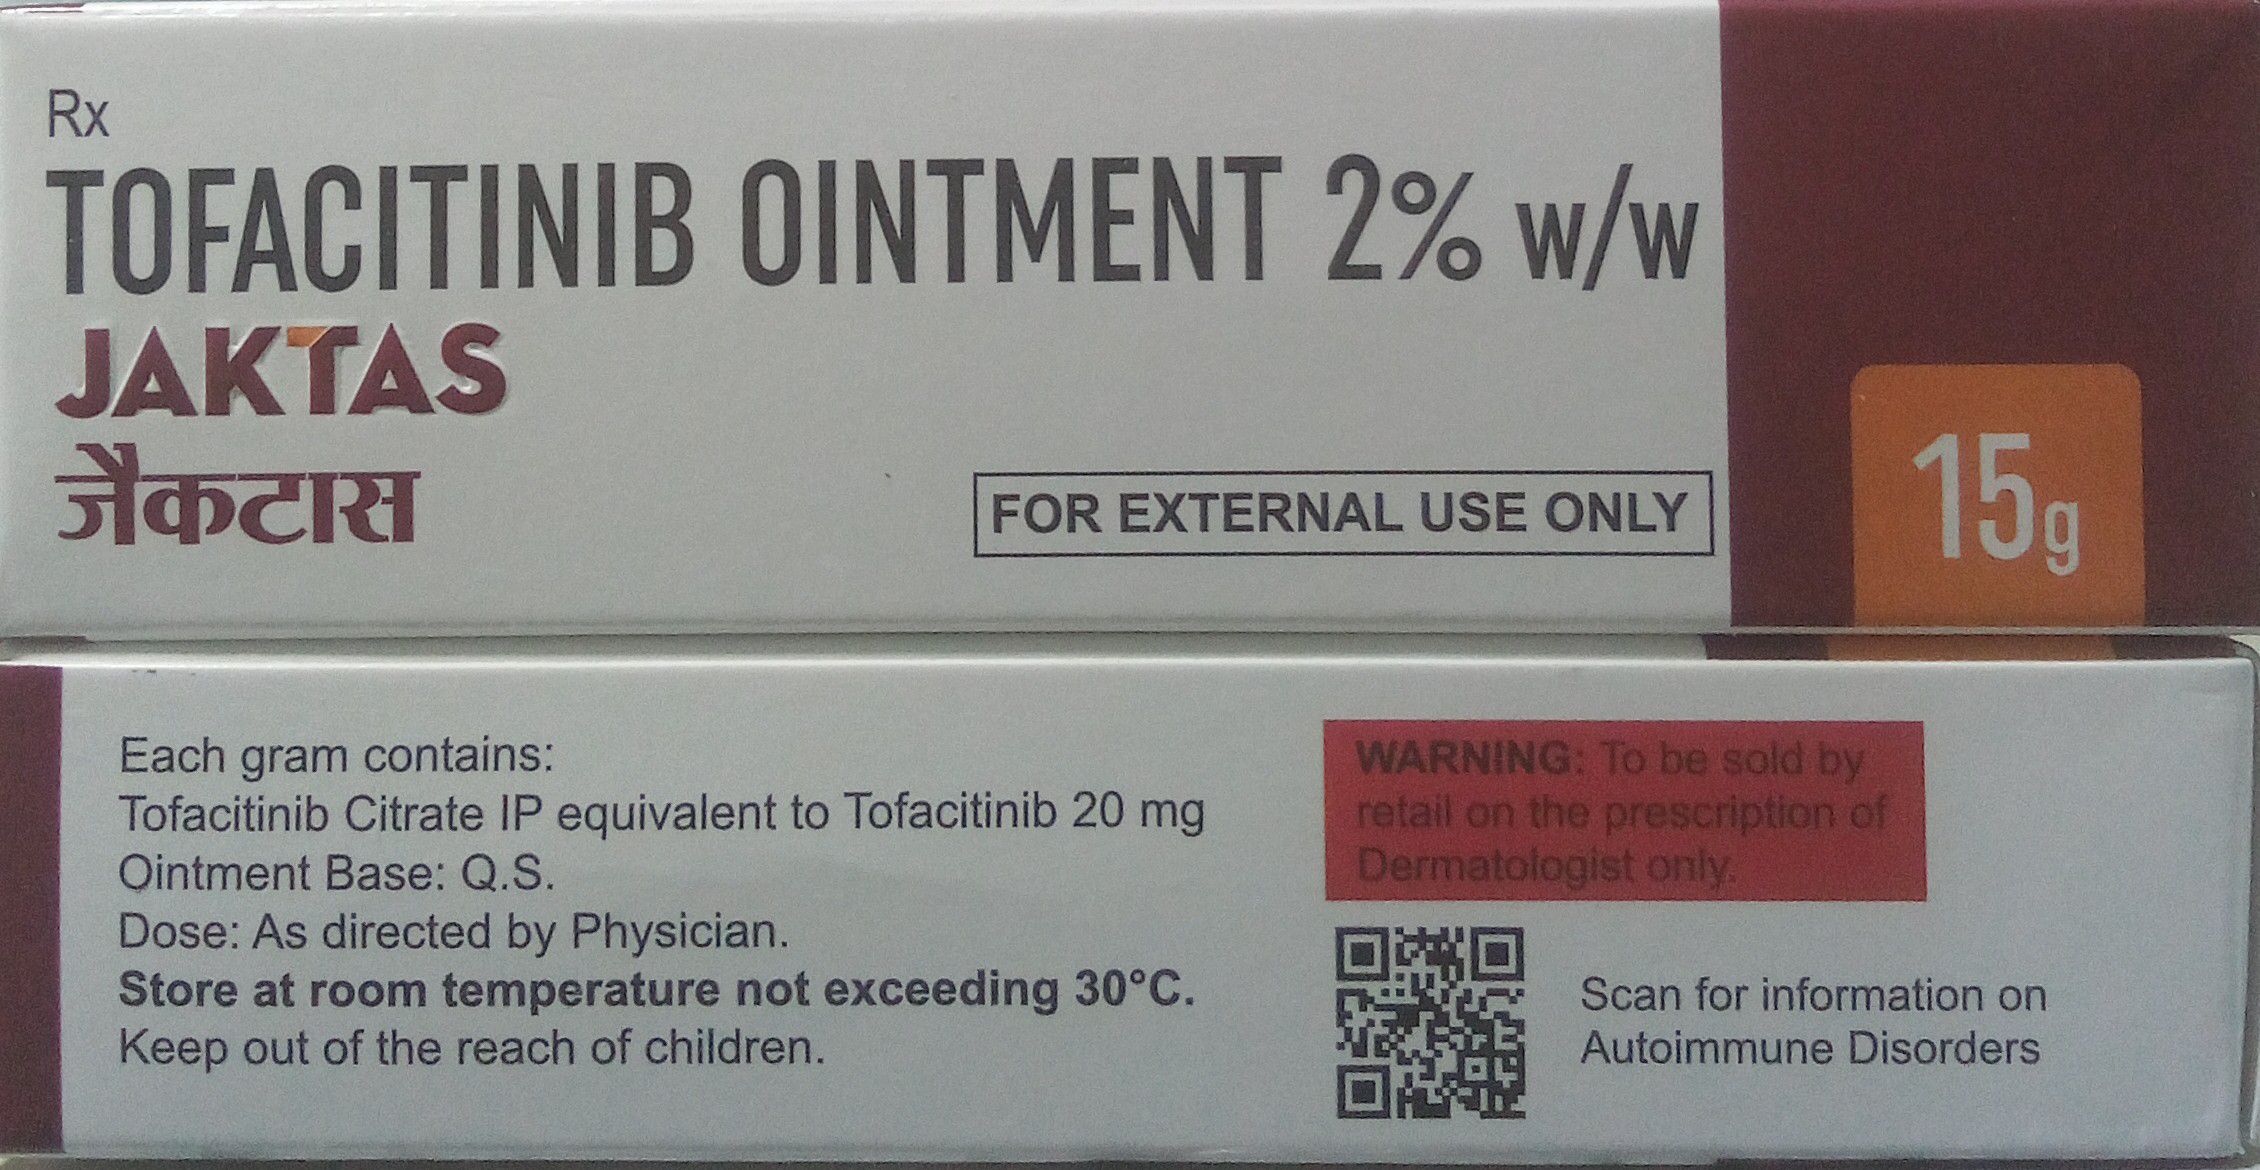 Rx
TOFACITINIB OINTMENT 2% w/w
JAKTAS
जैकटास
FOR EXTERNAL USE ONLY
15g
Each gram contains:
Tofacitinib Citrate IP equivalent to Tofacitinib 20 mg
Ointment Base: Q.S.
Dose: As directed by Physician.
Store at room temperature not exceeding 30°C.
Keep out of the reach of children.
WARNING: To be sold by
retail on the prescription of
Dermatologist only.
Scan for information on
Autoimmune Disorders